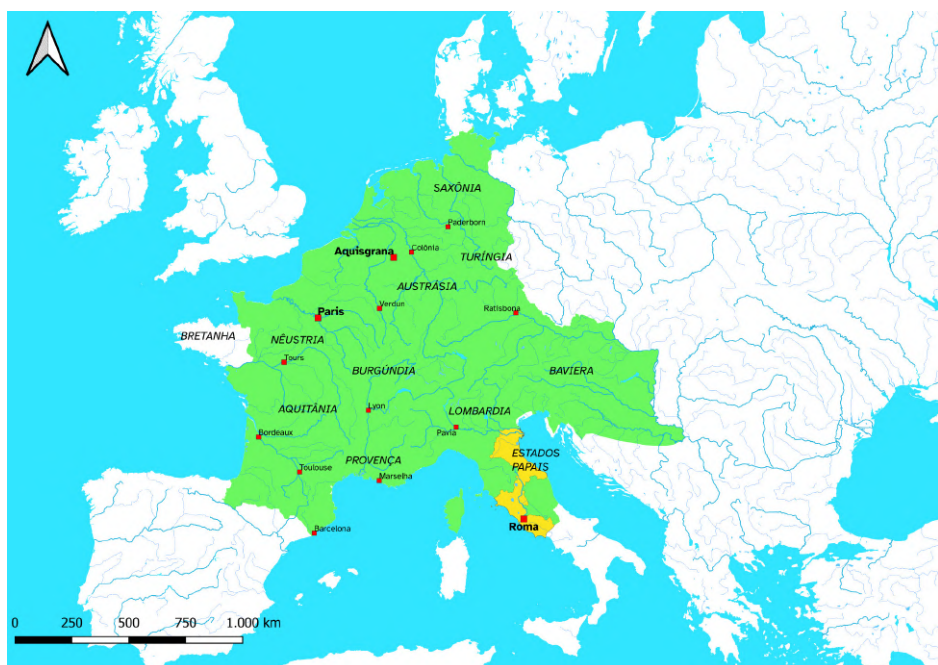 SAXÔNIA
Paderborn
Colônia
Aquisgrana
TURÍNGIA
AUSTRÁSIA
Verdun
Ratisbona
Paris
BRETANHA
NÊUSTRIA
Tours
BURGÚNDIA
BAVIERA
AQUITÂNIA
Lyon
LOMBARDIA
Bordeaux
Pavia
ESTADOS
PAPAIS
PROVENÇA
Toulouse
Marselha
Barcelona
Roma
0 250 500 750 1.000 km